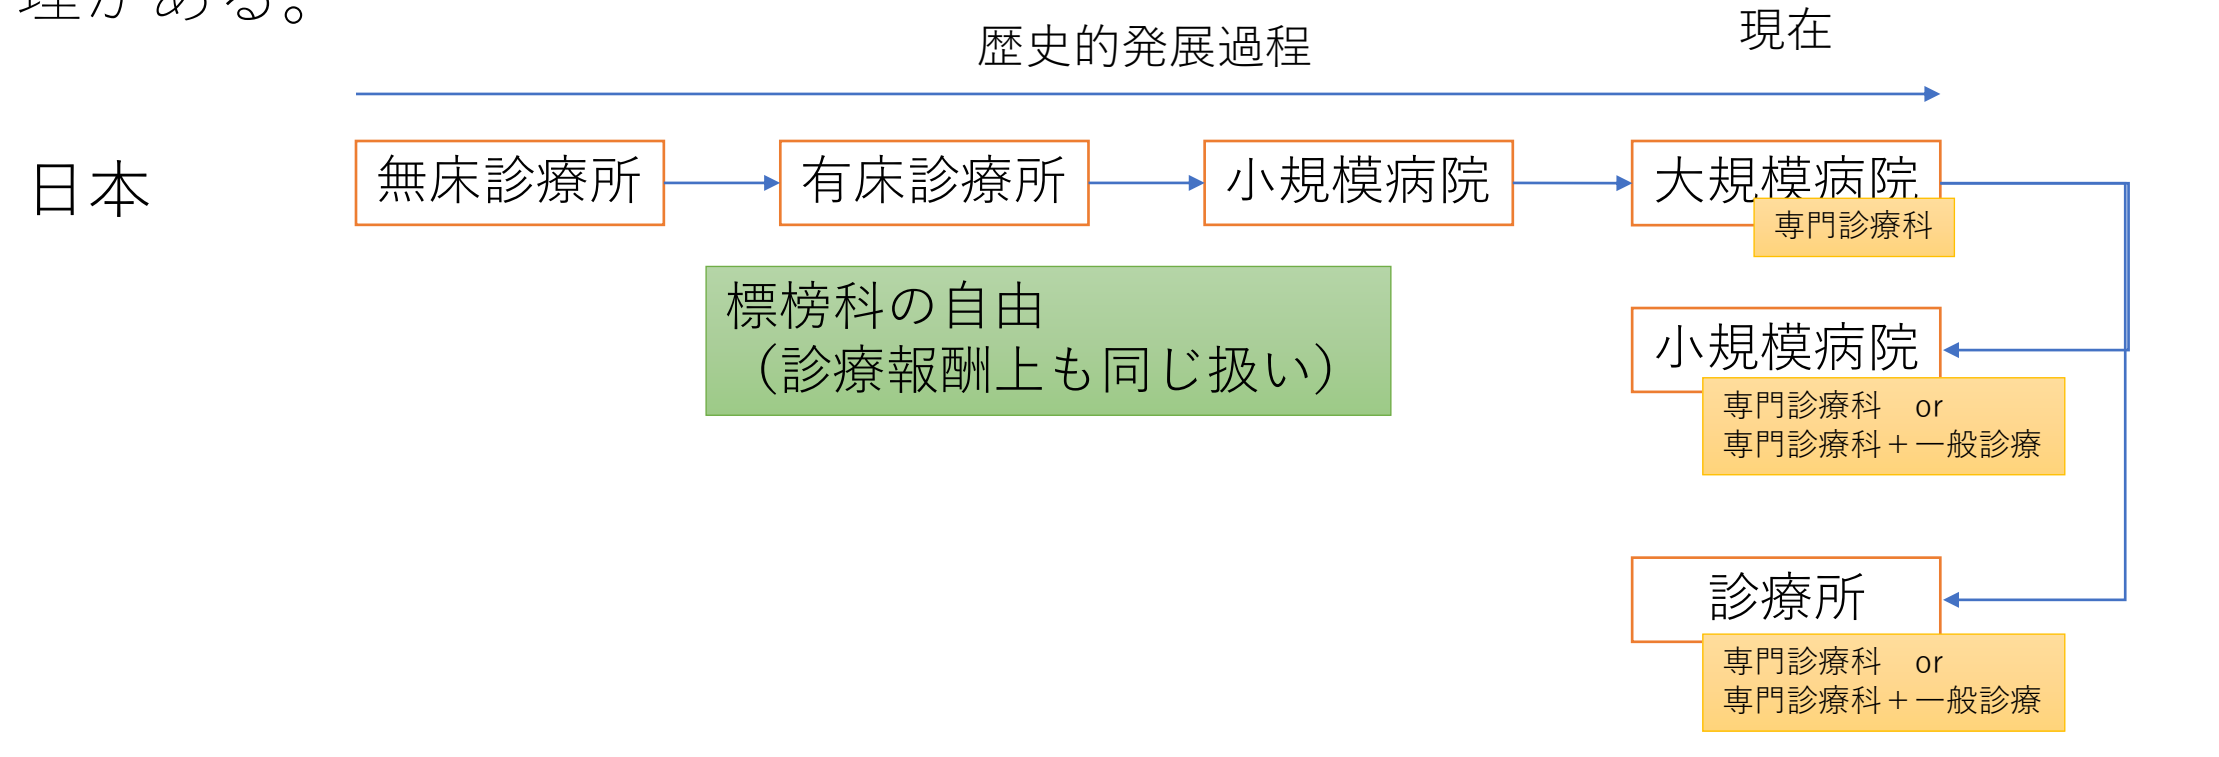 理がある。
歴史的発展過程
現在
日本
無床診療所
有床診療所
小規模病院
大規模病院
専門診療科
標榜科の自由
（診療報酬上も同じ扱い）
小規模病院
専門診療科　or
専門診療科＋一般診療
診療所
専門診療科　or
専門診療科＋一般診療